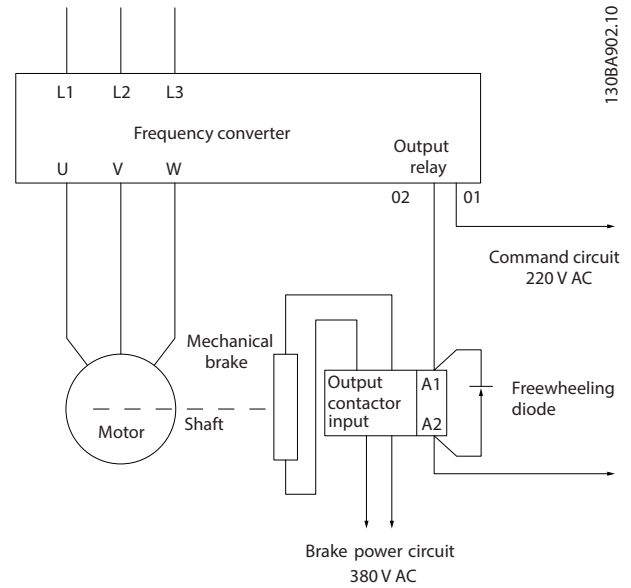 130BA902.10
L1
L2
L3
Frequency converter
Output
relay
U
V
W
02
01
Command circuit
220 V AC
Mechanical
brake
Output
contactor
input
A1
A2
Freewheeling
diode
Motor
Shaft
Brake power circuit
380 V AC